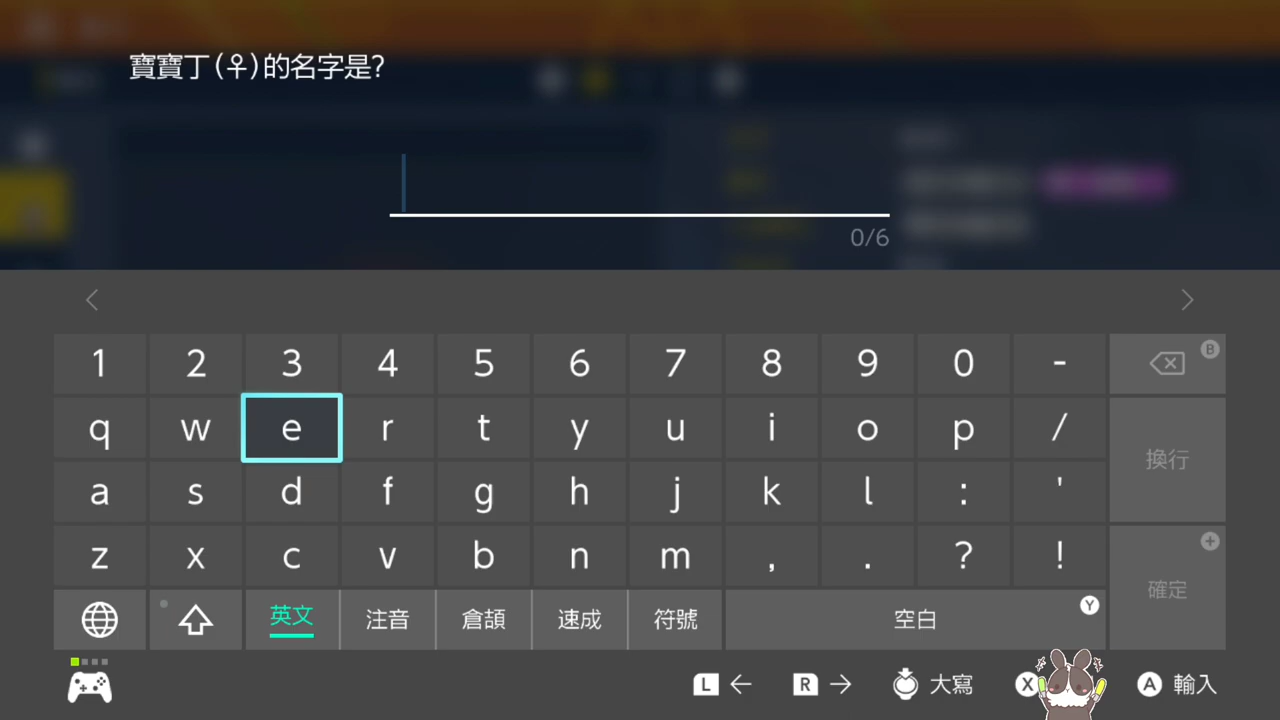 寶寶丁(♀)的名字是?
0/6
1 2 3 4 5 6 7 8 9 0 - B
q w e r t y u i o p / 換行
a s d f g h j k l : '
z x c v b n m , . ? ! + 確定
英文 注音 倉頡 速成 符號 空白 Y
L ← R → 大寫 X A 輸入